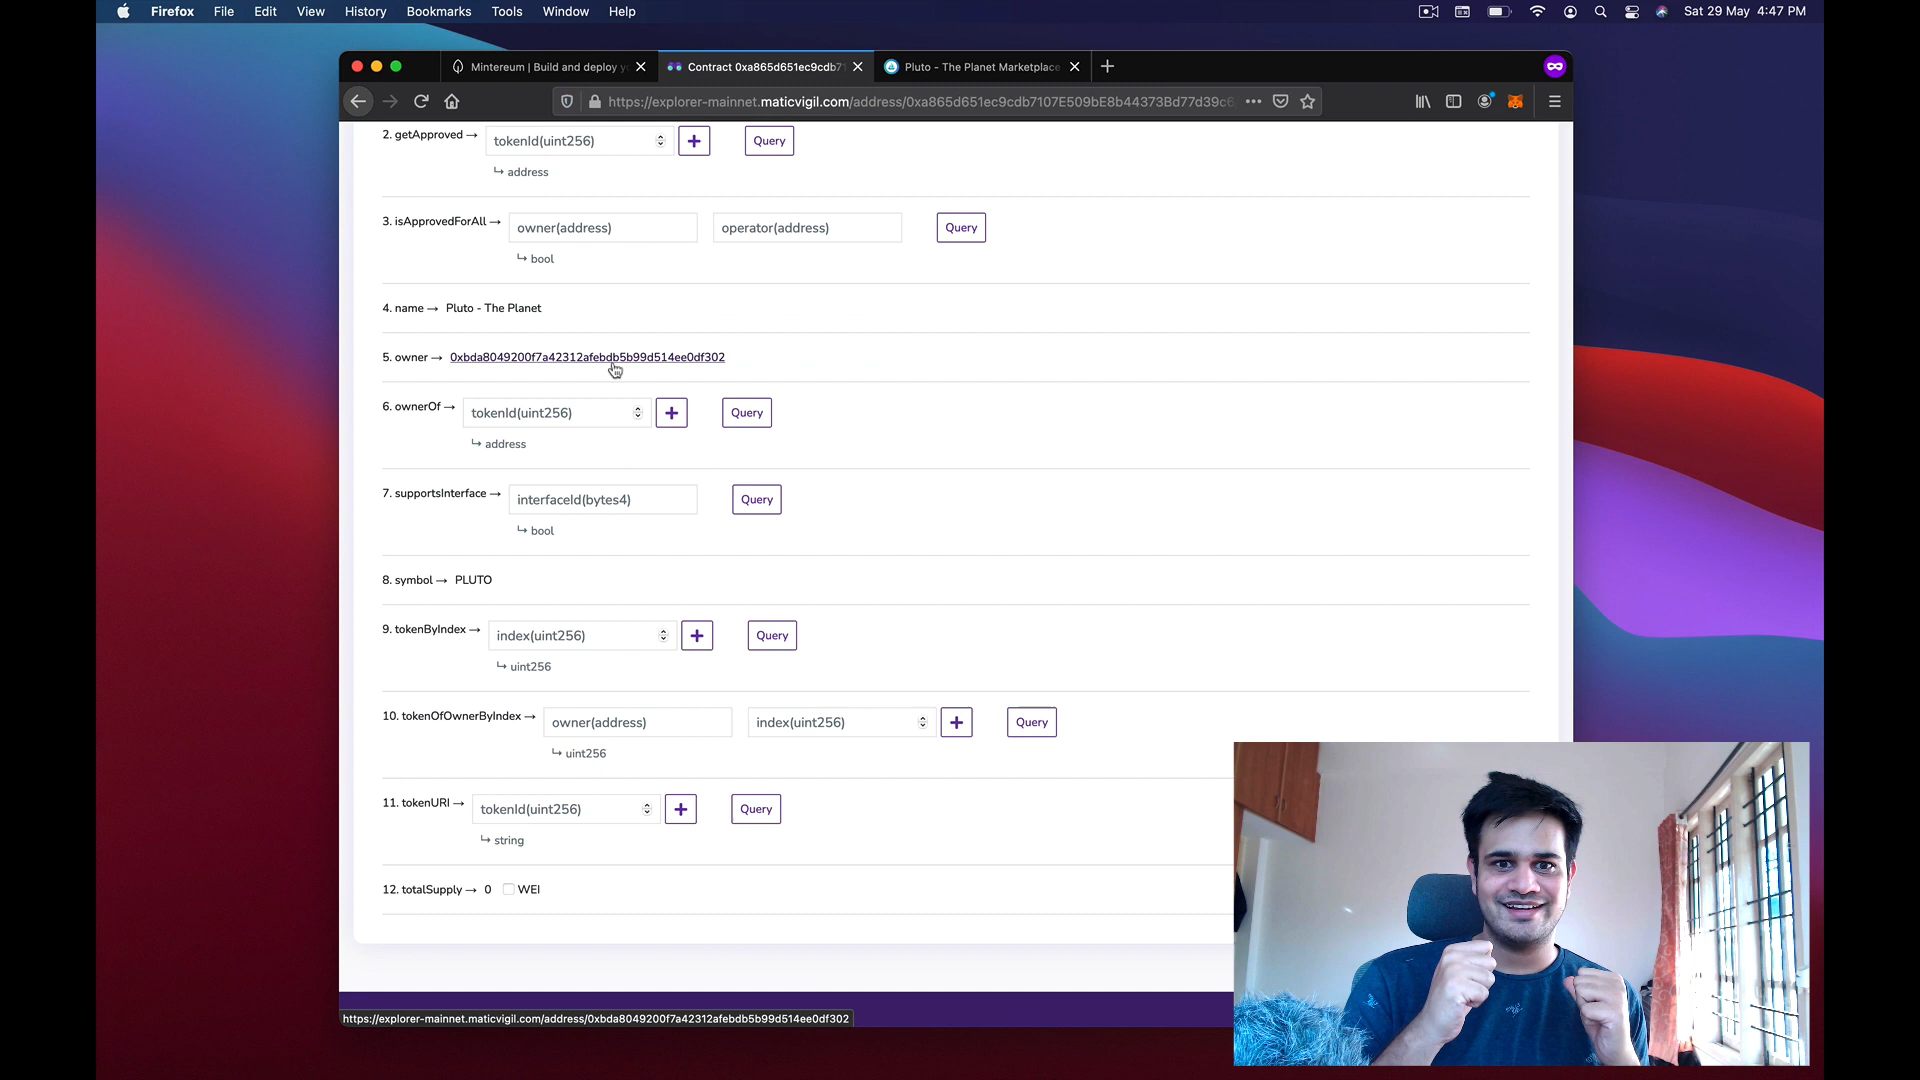 Firefox File Edit View History Bookmarks Tools Window Help Sat 29 May 4:47 PM
Mintereum | Build and deploy Contract 0xa865d651ec9cdb71 Pluto - The Planet Marketplace
https://explorer-mainnet.maticvigil.com/address/0xa865d651ec9cdb7107E509bE8b44373Bd77d39c6
2. getApproved → tokenId(uint256) + Query
↳ address
3. isApprovedForAll → owner(address) operator(address) Query
↳ bool
4. name → Pluto - The Planet
5. owner → 0xbda8049200f7a42312afebdb5b99d514ee0df302
6. ownerOf → tokenId(uint256) + Query
↳ address
7. supportsInterface → interfaceId(bytes4) Query
↳ bool
8. symbol → PLUTO
9. tokenByIndex → index(uint256) + Query
↳ uint256
10. tokenOfOwnerByIndex → owner(address) index(uint256) + Query
↳ uint256
11. tokenURI → tokenId(uint256) + Query
↳ string
12. totalSupply → 0 WEI
https://explorer-mainnet.maticvigil.com/address/0xbda8049200f7a42312afebdb5b99d514ee0df302